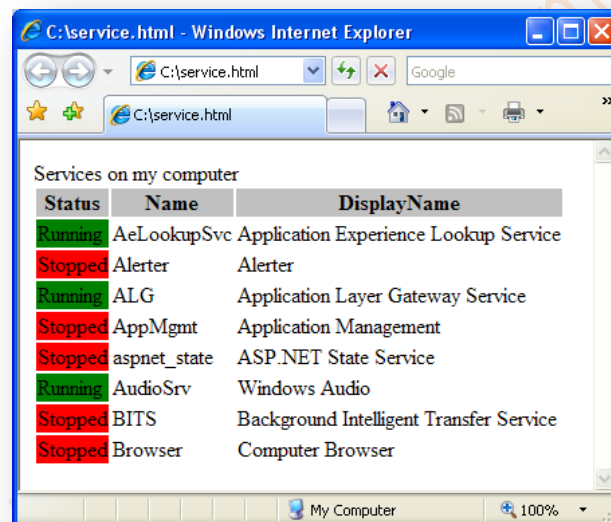 C:\service.html - Windows Internet Explorer
C:\service.html
Google
C:\service.html
»
Services on my computer
Status Name DisplayName
Running AeLookupSvc Application Experience Lookup Service
Stopped Alerter Alerter
Running ALG Application Layer Gateway Service
Stopped AppMgmt Application Management
Stopped aspnet_state ASP.NET State Service
Running AudioSrv Windows Audio
Stopped BITS Background Intelligent Transfer Service
Stopped Browser Computer Browser
My Computer 100%